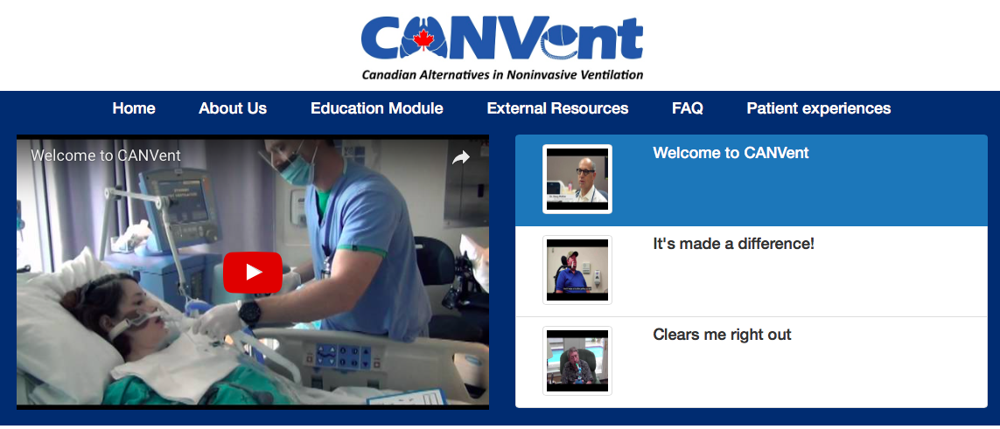 CANVent
Canadian Alternatives in Noninvasive Ventilation
Home About Us Education Module External Resources FAQ Patient experiences
Welcome to CANVent
Welcome to CANVent
It's made a difference!
Clears me right out